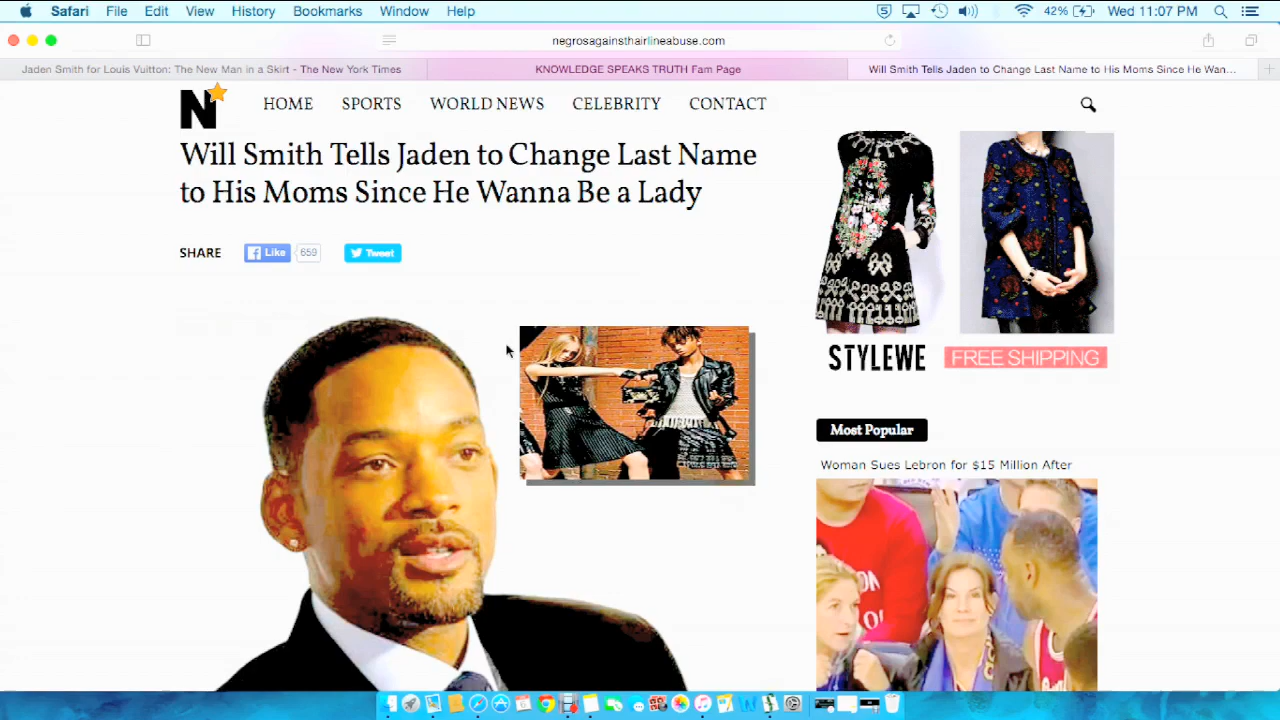 Safari File Edit View History Bookmarks Window Help 42% Wed 11:07 PM
negrosagainsthairlineabuse.com
Jaden Smith for Louis Vuitton: The New Man in a Skirt - The New York Times
KNOWLEDGE SPEAKS TRUTH Fam Page
Will Smith Tells Jaden to Change Last Name to His Moms Since He Wan...
N HOME SPORTS WORLD NEWS CELEBRITY CONTACT
Will Smith Tells Jaden to Change Last Name
to His Moms Since He Wanna Be a Lady
SHARE Like 659 Tweet
STYLEWE FREE SHIPPING
Most Popular
Woman Sues Lebron for $15 Million After